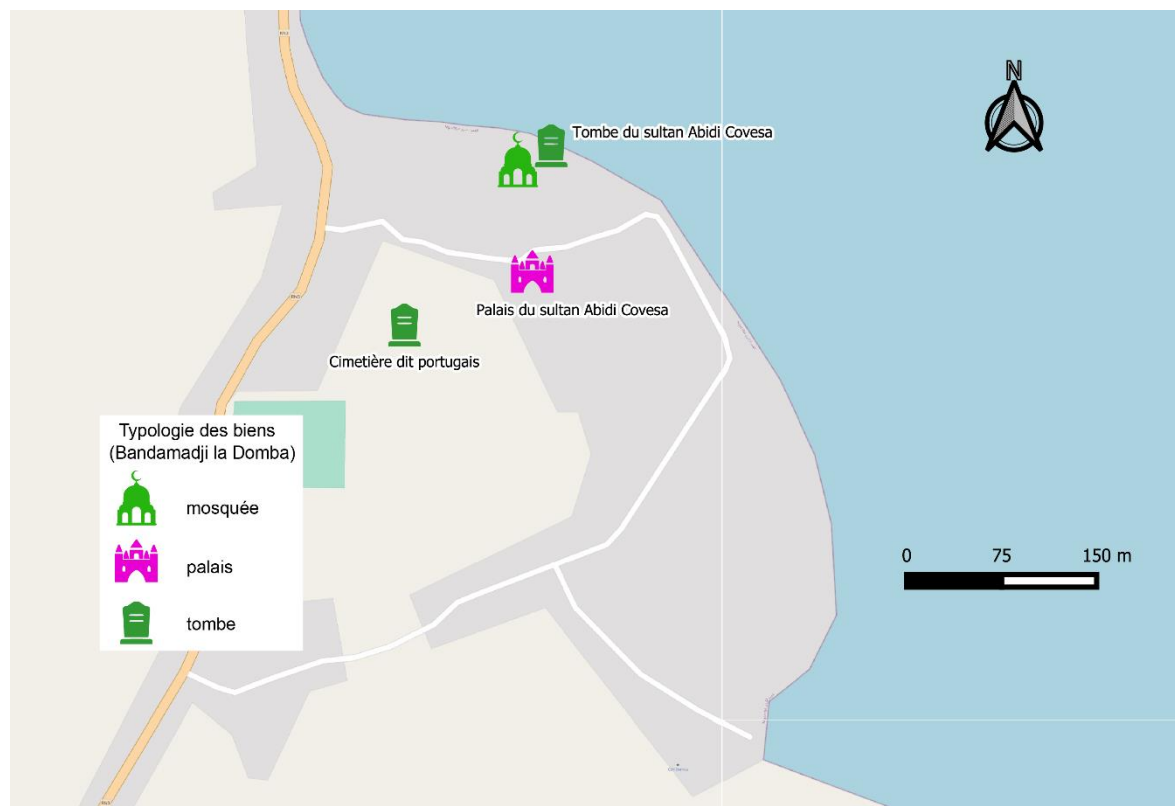 N
Tombe du sultan Abidi Covesa
Palais du sultan Abidi Covesa
Cimetière dit portugais
Typologie des biens
(Bandamadji la Domba)
mosquée
palais
tombe
0 75 150 m